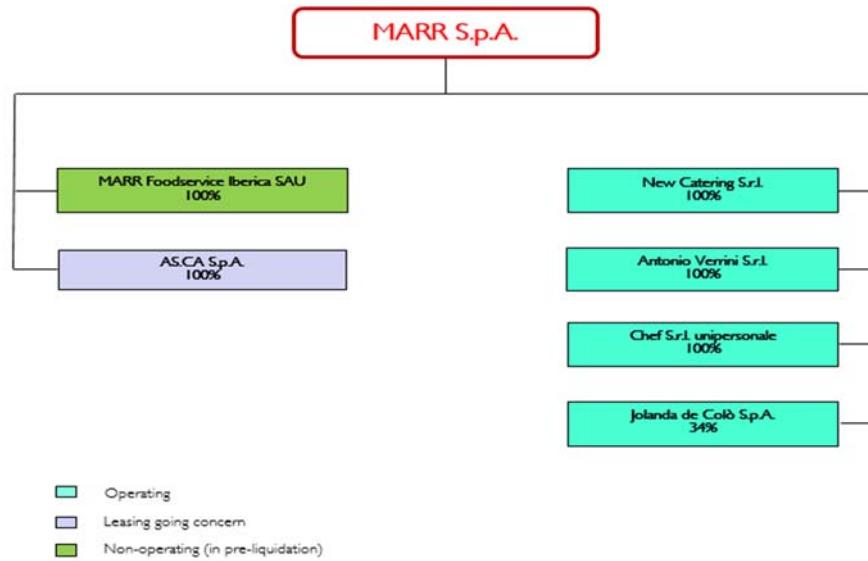 MARR S.p.A.
MARR Foodservice Iberica SAU
100%
AS.CA S.p.A.
100%
New Catering S.r.l.
100%
Antonio Verrini S.r.l.
100%
Chef S.r.l. unipersonale
100%
Jolanda de Colò S.p.A.
34%
Operating
Leasing going concern
Non-operating (in pre-liquidation)